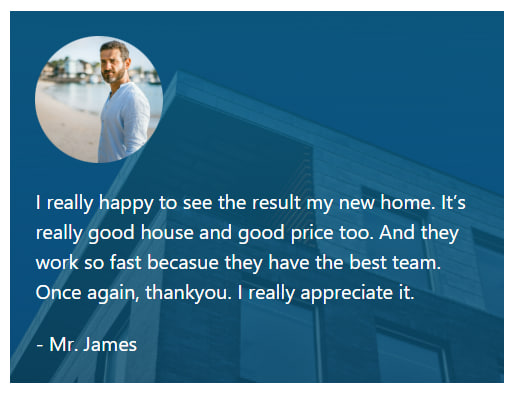 I really happy to see the result my new home. It's
really good house and good price too. And they
work so fast becasue they have the best team.
Once again, thankyou. I really appreciate it.
- Mr. James